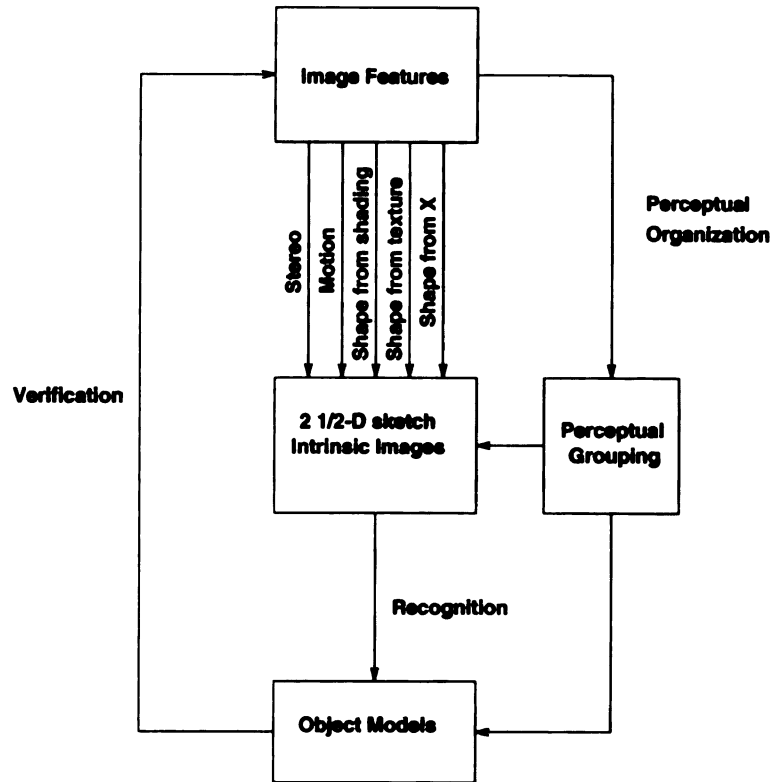 Image Features
Stereo
Motion
Shape from shading
Shape from texture
Shape from X
Perceptual
Organization
Verification
2 1/2-D sketch
Intrinsic Images
Perceptual
Grouping
Recognition
Object Models